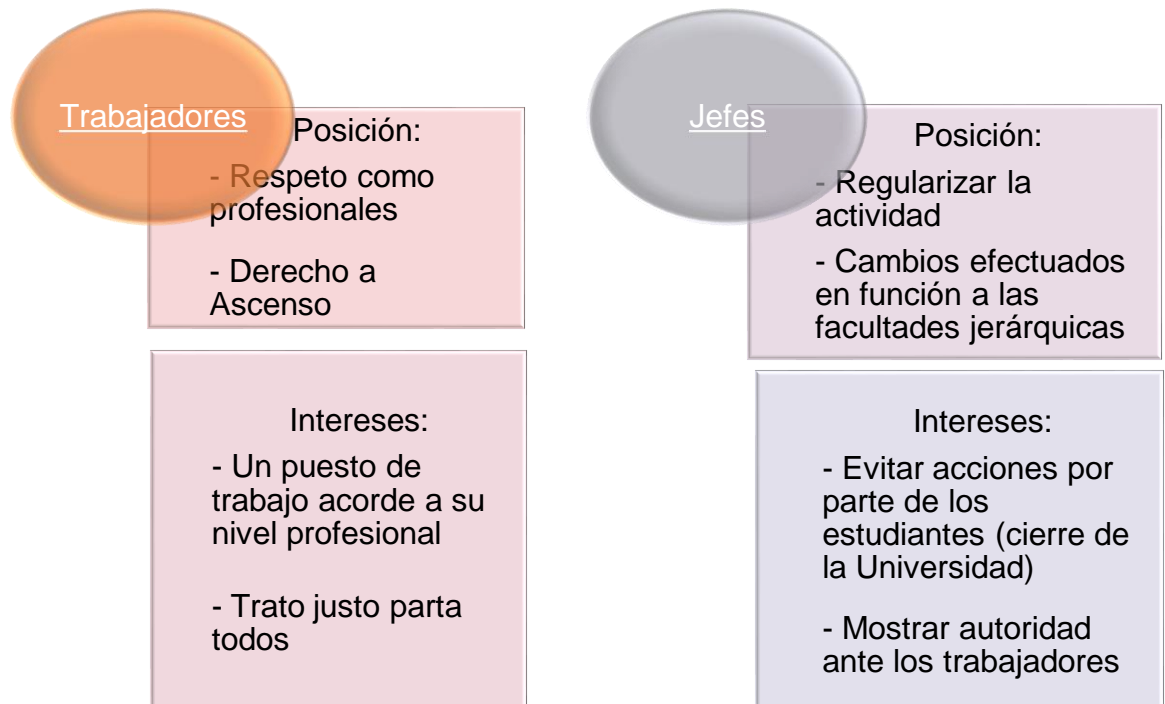 Trabajadores
Posición:
- Respeto como
profesionales
- Derecho a
Ascenso
Intereses:
- Un puesto de
trabajo acorde a su
nivel profesional
- Trato justo parta
todos
Jefes
Posición:
- Regularizar la
actividad
- Cambios efectuados
en función a las
facultades jerárquicas
Intereses:
- Evitar acciones por
parte de los
estudiantes (cierre de
la Universidad)
- Mostrar autoridad
ante los trabajadores